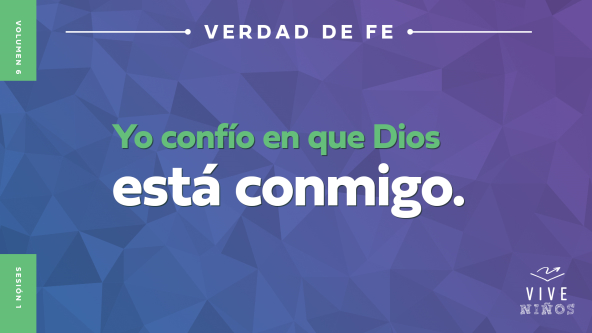 VOLUMEN 6
VERDAD DE FE
Yo confío en que Dios
está conmigo.
SESIÓN 1
VIVE
NIÑOS